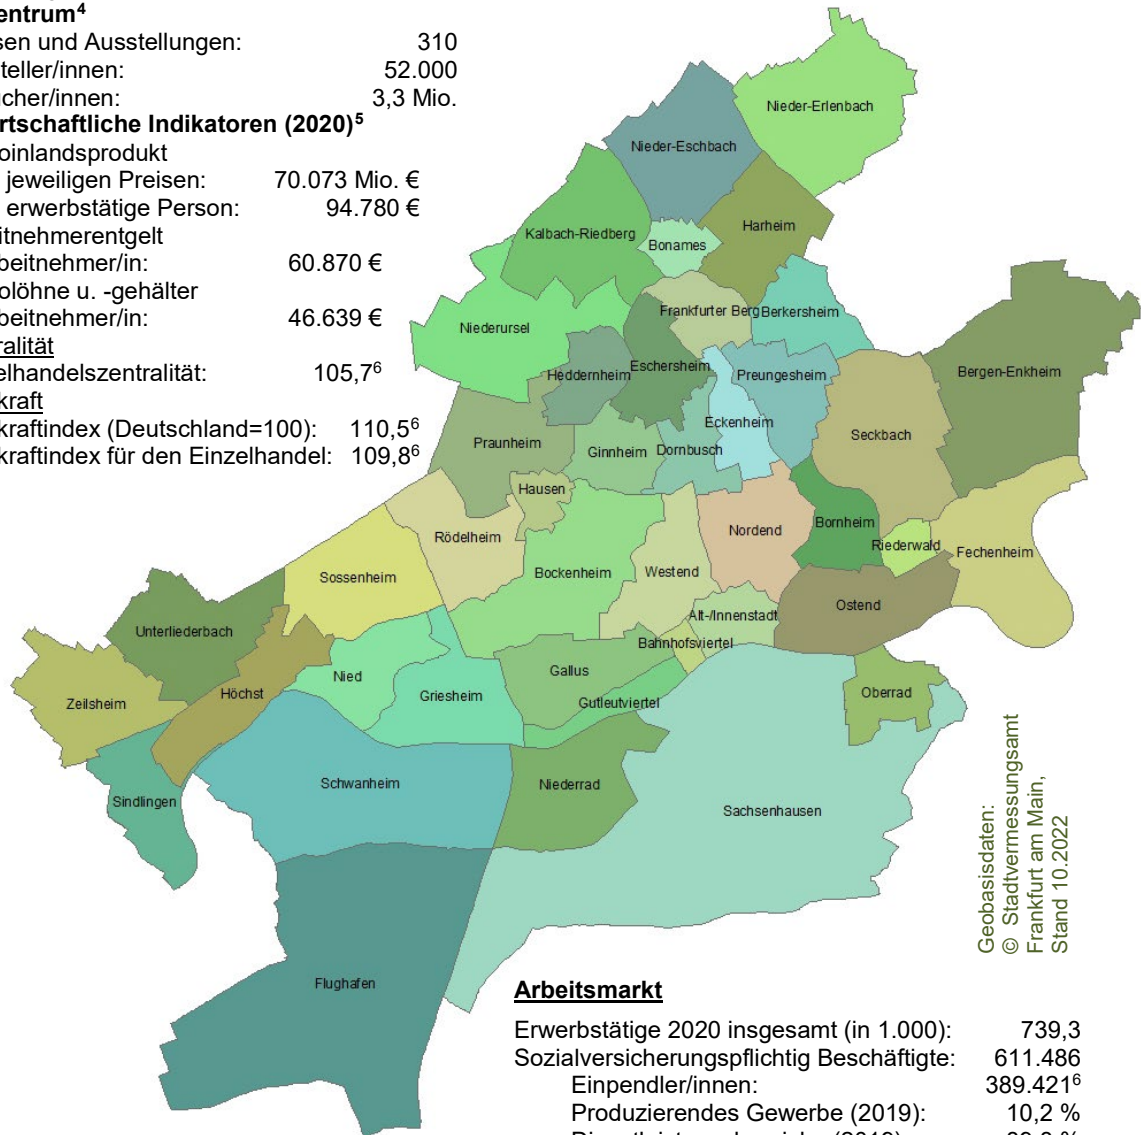 entrum⁴
sen und Ausstellungen: 310
teller/innen: 52.000
ucher/innen: 3,3 Mio.
rtschaftliche Indikatoren (2020)⁵
oinlandsprodukt
jeweiligen Preisen: 70.073 Mio. €
erwerbstätige Person: 94.780 €
itnehmerentgelt
beitnehmer/in: 60.870 €
olöhne u. -gehälter
beitnehmer/in: 46.639 €
ralität
elhandelszentralität: 105,7⁶
kraft
kraftindex (Deutschland=100): 110,5⁶
kraftindex für den Einzelhandel: 109,8⁶
Nieder-Erlenbach
Nieder-Eschbach
Harheim
Kalbach-Riedberg
Bonames
Frankfurter Berg
Berkersheim
Niederursel
Heddernheim
Eschersheim
Preungesheim
Bergen-Enkheim
Eckenheim
Seckbach
Praunheim
Ginnheim
Dornbusch
Hausen
Rödelheim
Nordend
Bornheim
Riederwald
Fechenheim
Sossenheim
Bockenheim
Westend
Ostend
Alt-/Innenstadt
Unterliederbach
Bahnhofsviertel
Zeilsheim
Höchst
Nied
Griesheim
Gallus
Gutleutviertel
Oberrad
Sindlingen
Schwanheim
Niederrad
Sachsenhausen
Flughafen
Geobasisdaten:
© Stadtvermessungsamt
Frankfurt am Main,
Stand 10.2022
Arbeitsmarkt
Erwerbstätige 2020 insgesamt (in 1.000): 739,3
Sozialversicherungspflichtig Beschäftigte: 611.486
Einpendler/innen: 389.421⁶
Produzierendes Gewerbe (2019): 10,2 %